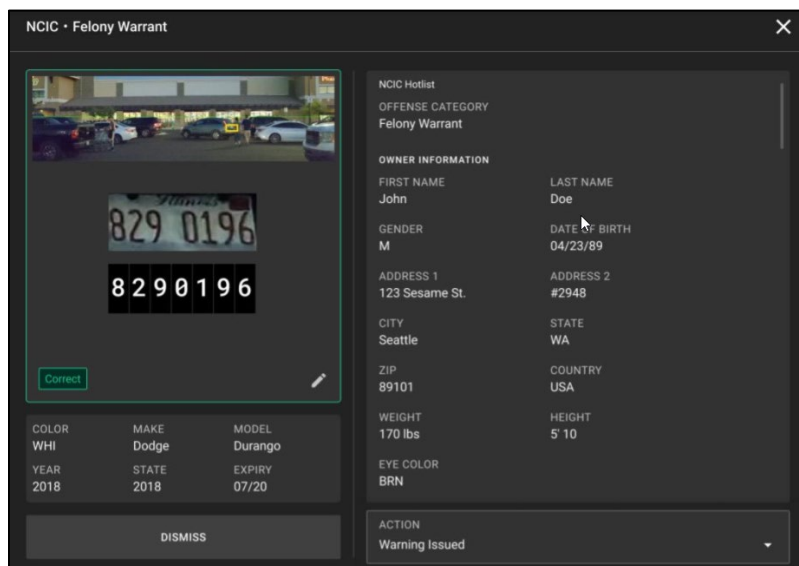 NCIC • Felony Warrant
Illinois
829 0196
8290196
Correct
COLOR MAKE MODEL
WHI Dodge Durango
YEAR STATE EXPIRY
2018 2018 07/20
DISMISS
NCIC Hotlist
OFFENSE CATEGORY
Felony Warrant
OWNER INFORMATION
FIRST NAME LAST NAME
John Doe
GENDER DATE OF BIRTH
M 04/23/89
ADDRESS 1 ADDRESS 2
123 Sesame St. #2948
CITY STATE
Seattle WA
ZIP COUNTRY
89101 USA
WEIGHT HEIGHT
170 lbs 5' 10
EYE COLOR
BRN
ACTION
Warning Issued